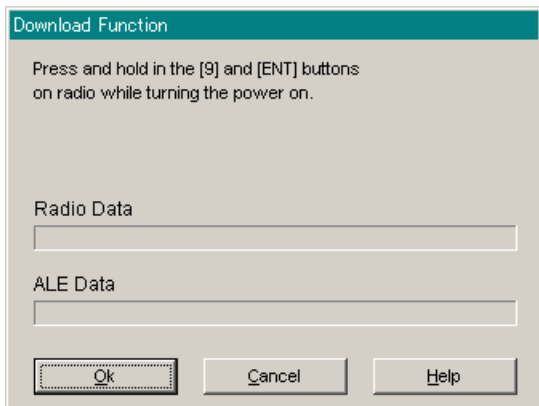 Download Function
Press and hold in the [9] and [ENT] buttons
on radio while turning the power on.
Radio Data
ALE Data
Ok
Cancel
Help